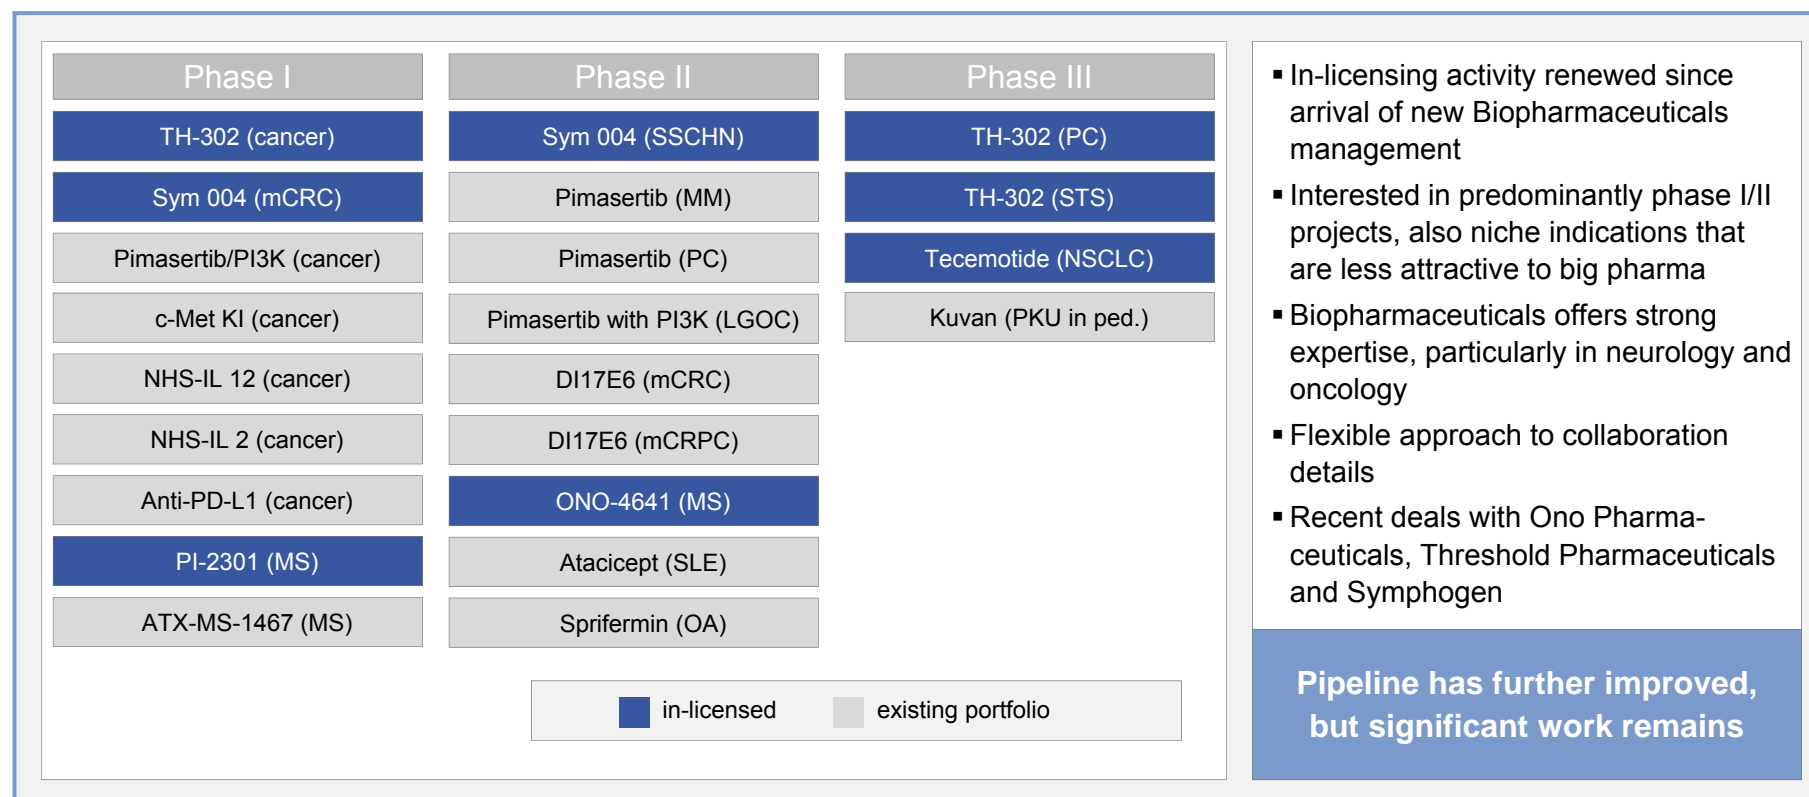 Phase I
TH-302 (cancer)
Sym 004 (mCRC)
Pimasertib/PI3K (cancer)
c-Met KI (cancer)
NHS-IL 12 (cancer)
NHS-IL 2 (cancer)
Anti-PD-L1 (cancer)
PI-2301 (MS)
ATX-MS-1467 (MS)
Phase II
Sym 004 (SSCHN)
Pimasertib (MM)
Pimasertib (PC)
Pimasertib with PI3K (LGOC)
DI17E6 (mCRC)
DI17E6 (mCRPC)
ONO-4641 (MS)
Atacicept (SLE)
Sprifermin (OA)
Phase III
TH-302 (PC)
TH-302 (STS)
Tecemotide (NSCLC)
Kuvan (PKU in ped.)
in-licensed
existing portfolio
▪ In-licensing activity renewed since
arrival of new Biopharmaceuticals
management
▪ Interested in predominantly phase I/II
projects, also niche indications that
are less attractive to big pharma
▪ Biopharmaceuticals offers strong
expertise, particularly in neurology and
oncology
▪ Flexible approach to collaboration
details
▪ Recent deals with Ono Pharma-
ceuticals, Threshold Pharmaceuticals
and Symphogen
Pipeline has further improved,
but significant work remains